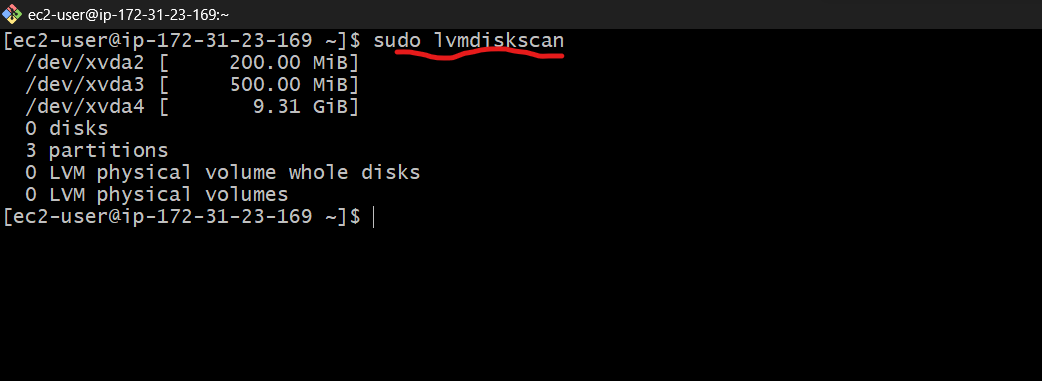 ec2-user@ip-172-31-23-169:~
[ec2-user@ip-172-31-23-169 ~]$ sudo lvmdiskscan
  /dev/xvda2 [     200.00 MiB]
  /dev/xvda3 [     500.00 MiB]
  /dev/xvda4 [       9.31 GiB]
  0 disks
  3 partitions
  0 LVM physical volume whole disks
  0 LVM physical volumes
[ec2-user@ip-172-31-23-169 ~]$